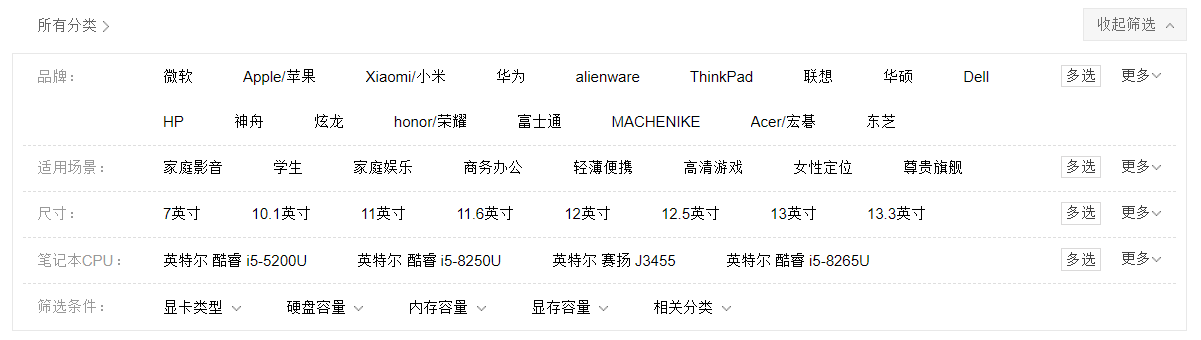 所有分类
收起筛选
品牌： 微软 Apple/苹果 Xiaomi/小米 华为 alienware ThinkPad 联想 华硕 Dell 多选 更多
HP 神舟 炫龙 honor/荣耀 富士通 MACHENIKE Acer/宏碁 东芝
适用场景： 家庭影音 学生 家庭娱乐 商务办公 轻薄便携 高清游戏 女性定位 尊贵旗舰 多选 更多
尺寸： 7英寸 10.1英寸 11英寸 11.6英寸 12英寸 12.5英寸 13英寸 13.3英寸 多选 更多
笔记本CPU： 英特尔 酷睿 i5-5200U 英特尔 酷睿 i5-8250U 英特尔 赛扬 J3455 英特尔 酷睿 i5-8265U 多选 更多
筛选条件： 显卡类型 硬盘容量 内存容量 显存容量 相关分类